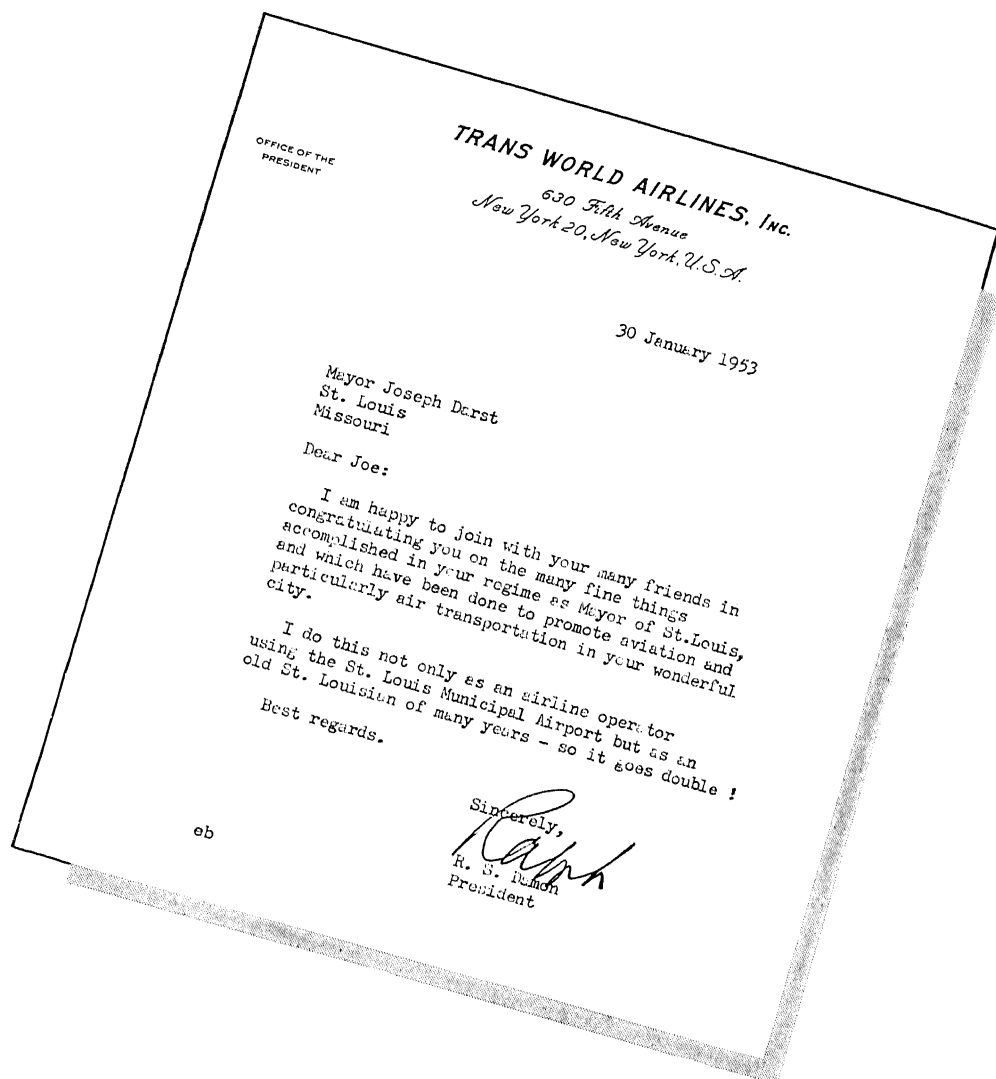 OFFICE OF THE
PRESIDENT
TRANS WORLD AIRLINES, INC.
630 Fifth Avenue
New York 20, New York, U.S.A.
30 January 1953
Mayor Joseph Darst
St. Louis
Missouri
Dear Joe:
I am happy to join with your many friends in
congratulating you on the many fine things
accomplished in your regime as Mayor of St.Louis,
and which have been done to promote aviation and
particularly air transportation in your wonderful
city.
I do this not only as an airline operator
using the St. Louis Municipal Airport but as an
old St. Louisian of many years - so it goes double !
Best regards.
Sincerely,
Ralph
R. S. Damon
President
eb